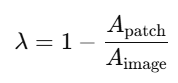 λ = 1 − A_patch / A_image